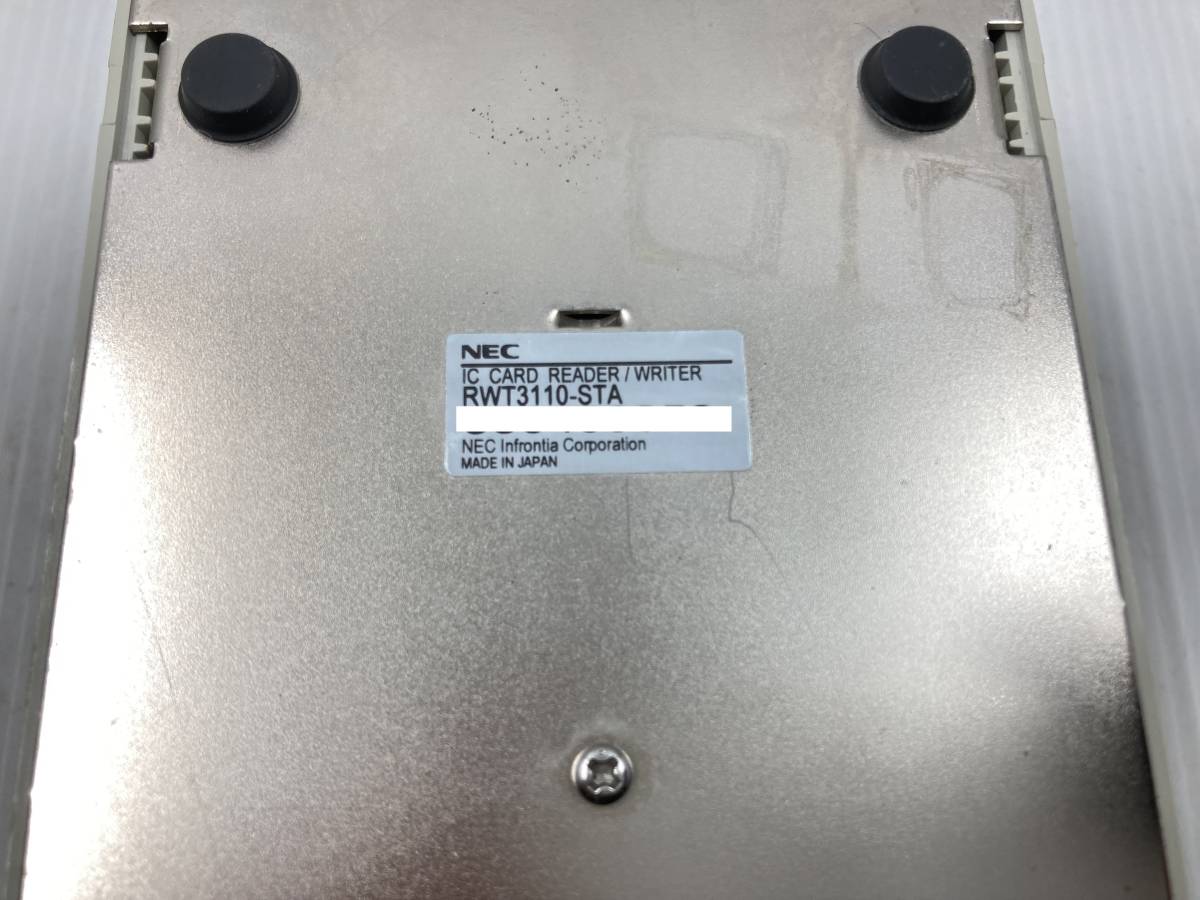 NEC
IC CARD READER / WRITER
RWT3110-STA
NEC Infrontia Corporation
MADE IN JAPAN